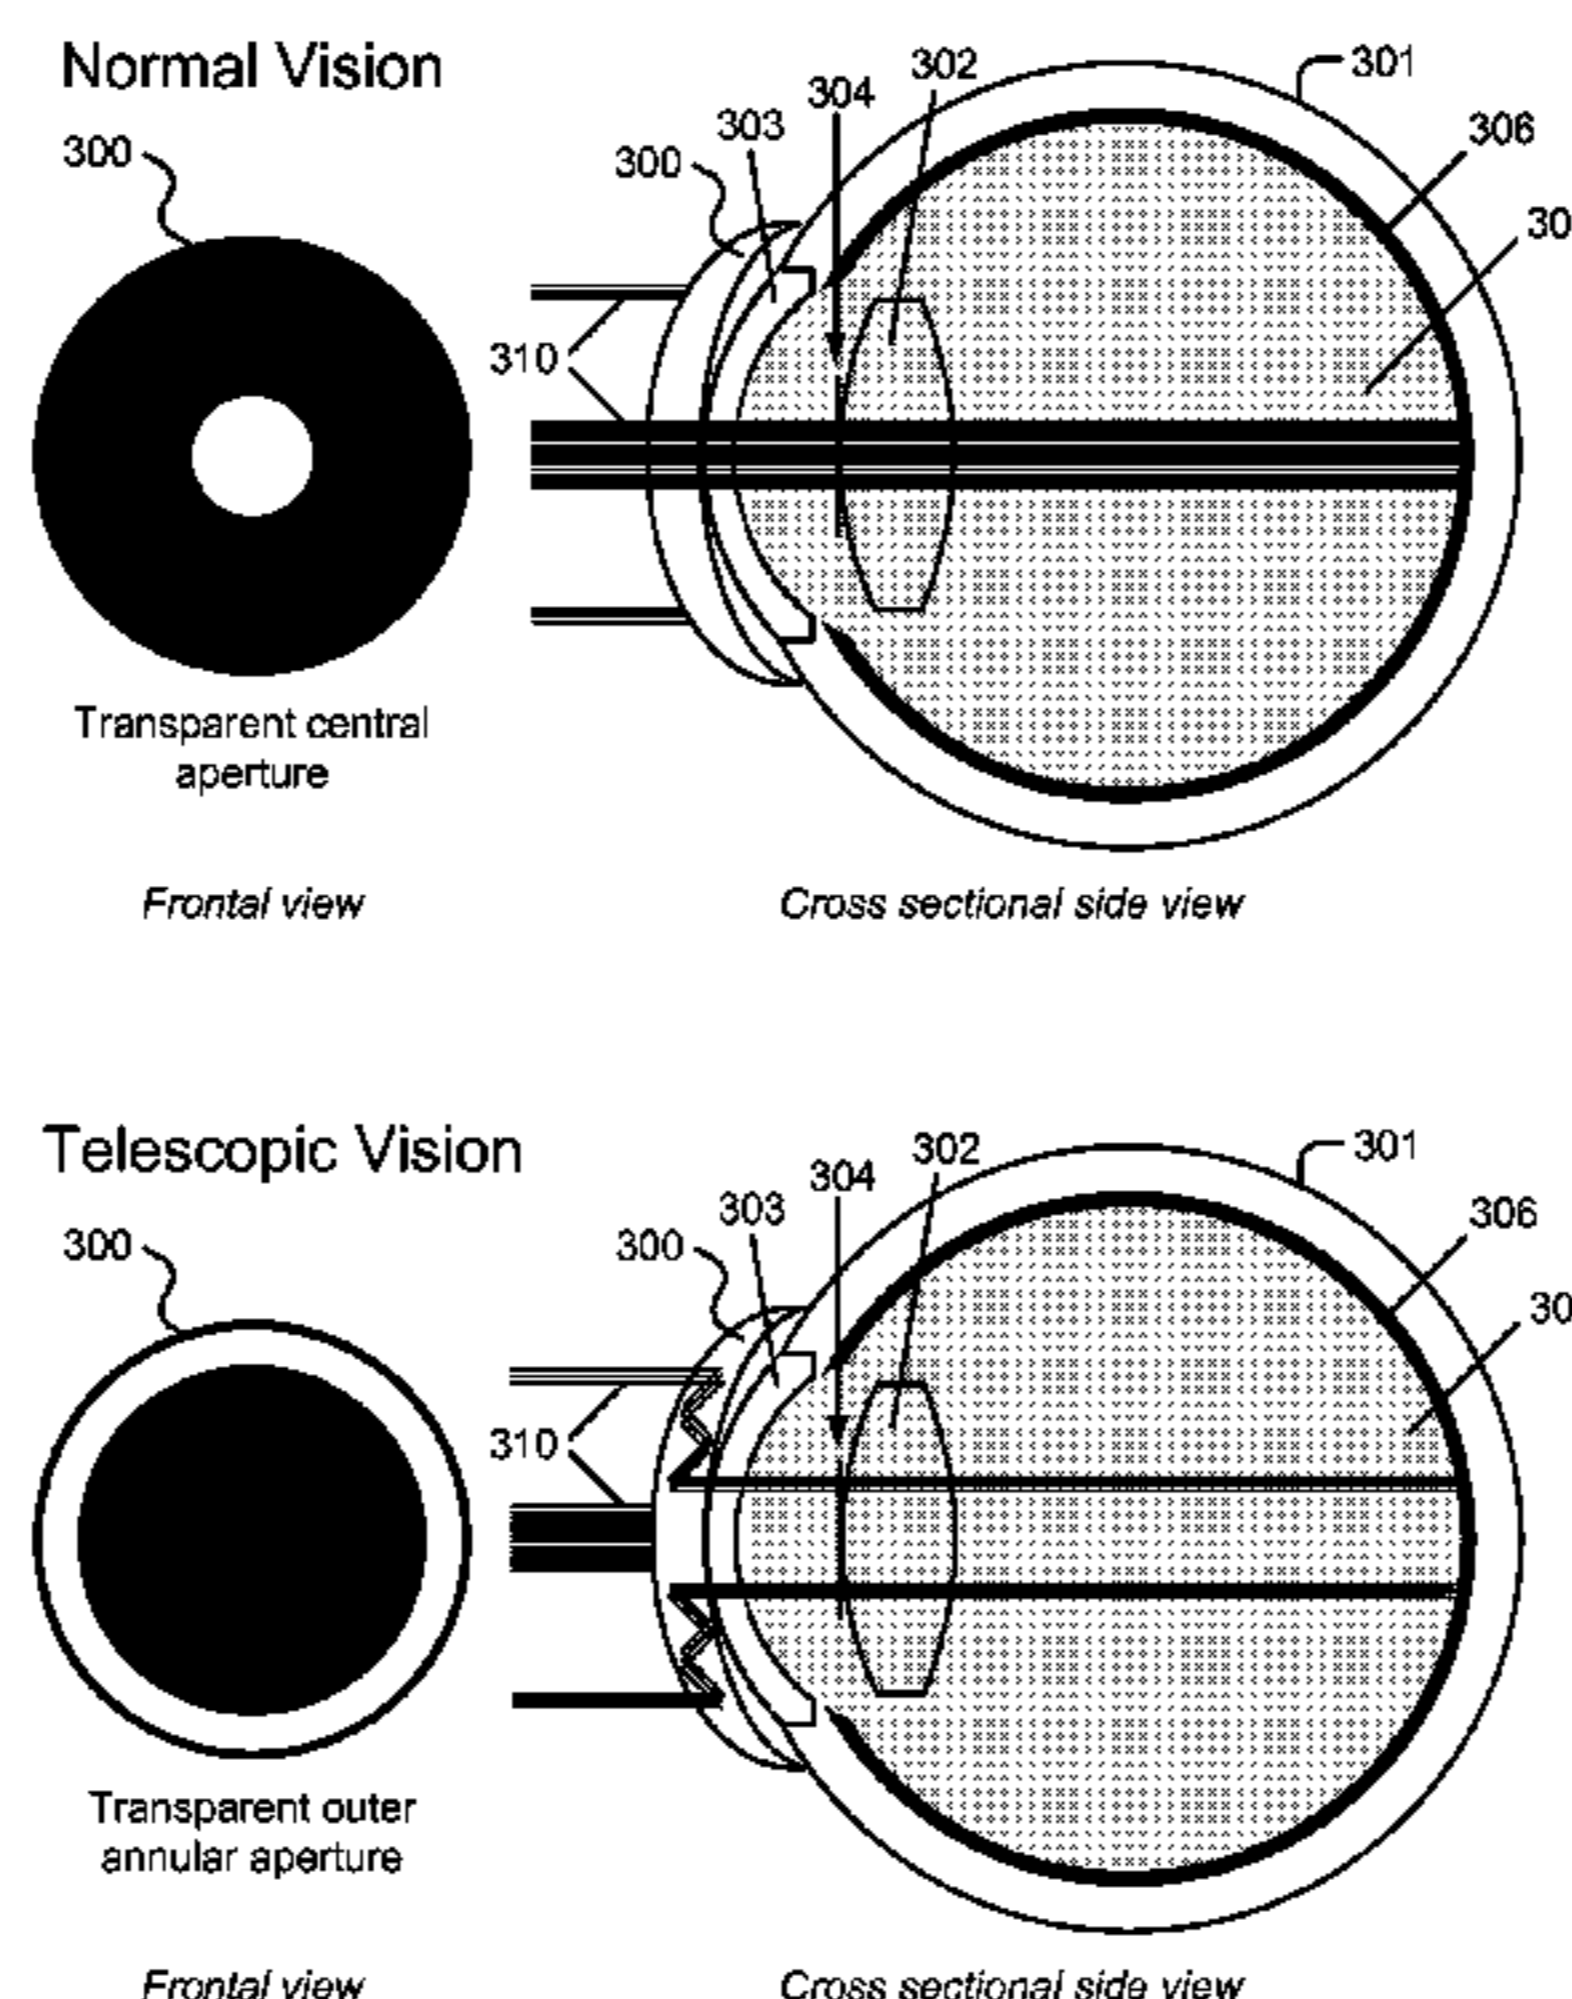 Normal Vision
300
303
304
302
301
300
306
30
310
Transparent central
aperture
Frontal view
Cross sectional side view
Telescopic Vision
300
303
304
302
301
300
306
30
310
Transparent outer
annular aperture
Frontal view
Cross sectional side view